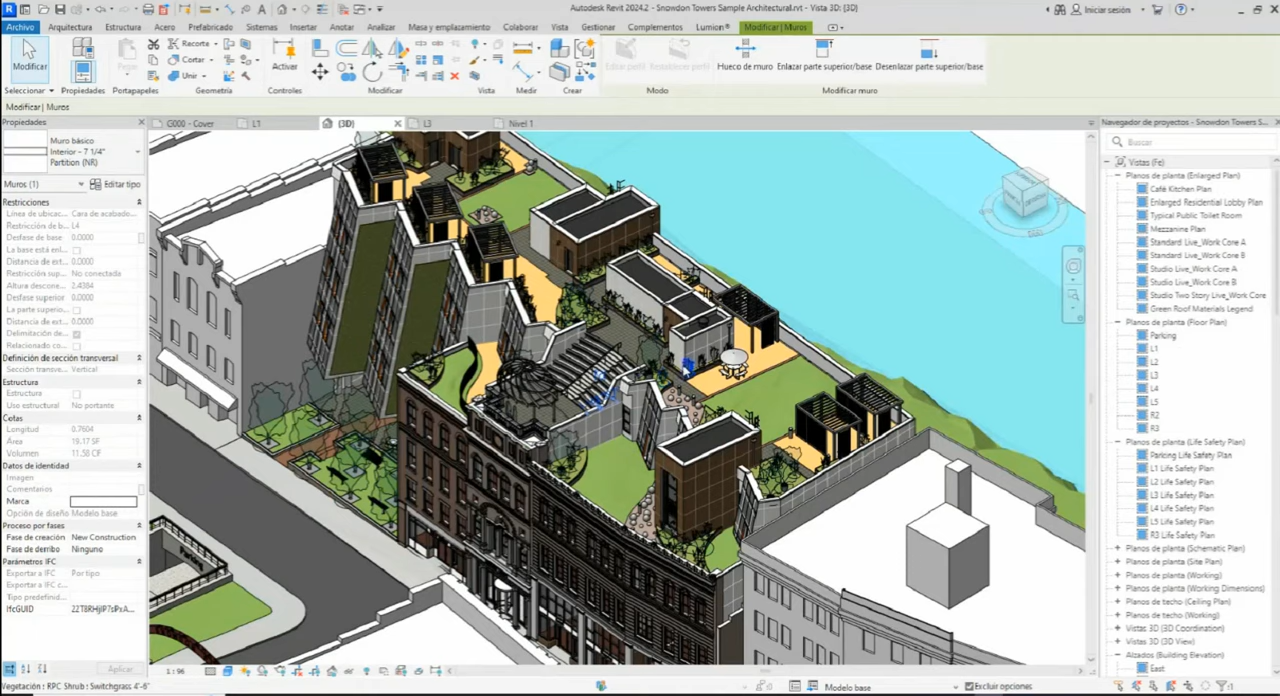 Autodesk Revit 2024.2 - Snowdon Towers Sample Architectural.rvt - Vista 3D: {3D}
Iniciar sesión
Archivo Arquitectura Estructura Acero Prefabricado Sistemas Insertar Anotar Analizar Masa y emplazamiento Colaborar Vista Gestionar Complementos Lumion® Modificar | Muros
Modificar
Pegar
Recorte
Cortar
Unir
Activar
Editar perfil
Restablecer perfil
Hueco de muro
Enlazar parte superior/base
Desenlazar parte superior/base
Seleccionar Propiedades Portapapeles Geometría Controles Modificar Vista Medir Crear Modo Modificar muro
Modificar | Muros
Propiedades
G000 - Cover
L1
{3D}
L3
Nivel 1
Navegador de proyectos - Snowdon Towers S...
Muro básico
Interior - 7 1/4"
Partition (NR)
Muros (1)
Editar tipo
Restricciones
Línea de ubicac... Cara de acabado...
Restricción de b... L4
Desfase de base 0.0000
La base está enl...
Distancia de ext... 0.0000
Restricción sup... No conectada
Altura descone... 2.4384
Desfase superior 0.0000
La parte superio...
Distancia de ext... 0.0000
Delimitación de...
Relacionado co...
Definición de sección transversal
Sección transve... Vertical
Estructura
Estructura
Uso estructural No portante
Cotas
Longitud 0.7604
Área 19.17 SF
Volumen 11.58 CF
Datos de identidad
Imagen
Comentarios
Marca
Opción de diseño Modelo base
Proceso por fases
Fase de creación New Construction
Fase de derribo Ninguno
Parámetros IFC
Exportar a IFC Por tipo
Exportar a IFC c...
Tipo predefinid...
IfcGUID 22T8RHjIP7sPxA...
Aplicar
Buscar
Vistas (Fe)
Planos de planta (Enlarged Plan)
Café Kitchen Plan
Enlarged Residential Lobby Plan
Typical Public Toilet Room
Mezzanine Plan
Standard Live_Work Core A
Standard Live_Work Core B
Studio Live_Work Core A
Studio Live_Work Core B
Studio Two Story Live_Work Core
Green Roof Materials Legend
Planos de planta (Floor Plan)
Parking
L1
L2
L3
L4
L5
R2
R3
Planos de planta (Life Safety Plan)
Parking Life Safety Plan
L1 Life Safety Plan
L2 Life Safety Plan
L3 Life Safety Plan
L4 Life Safety Plan
L5 Life Safety Plan
R3 Life Safety Plan
Planos de planta (Schematic Plan)
Planos de planta (Site Plan)
Planos de planta (Working)
Planos de planta (Working Dimensions)
Planos de techo (Ceiling Plan)
Planos de techo (Working)
Vistas 3D (3D Coordination)
Vistas 3D (3D View)
Alzados (Building Elevation)
East
1 : 96
Vegetación : RPC Shrub : Switchgrass 4'-6"
Modelo base
Excluir opciones
:1